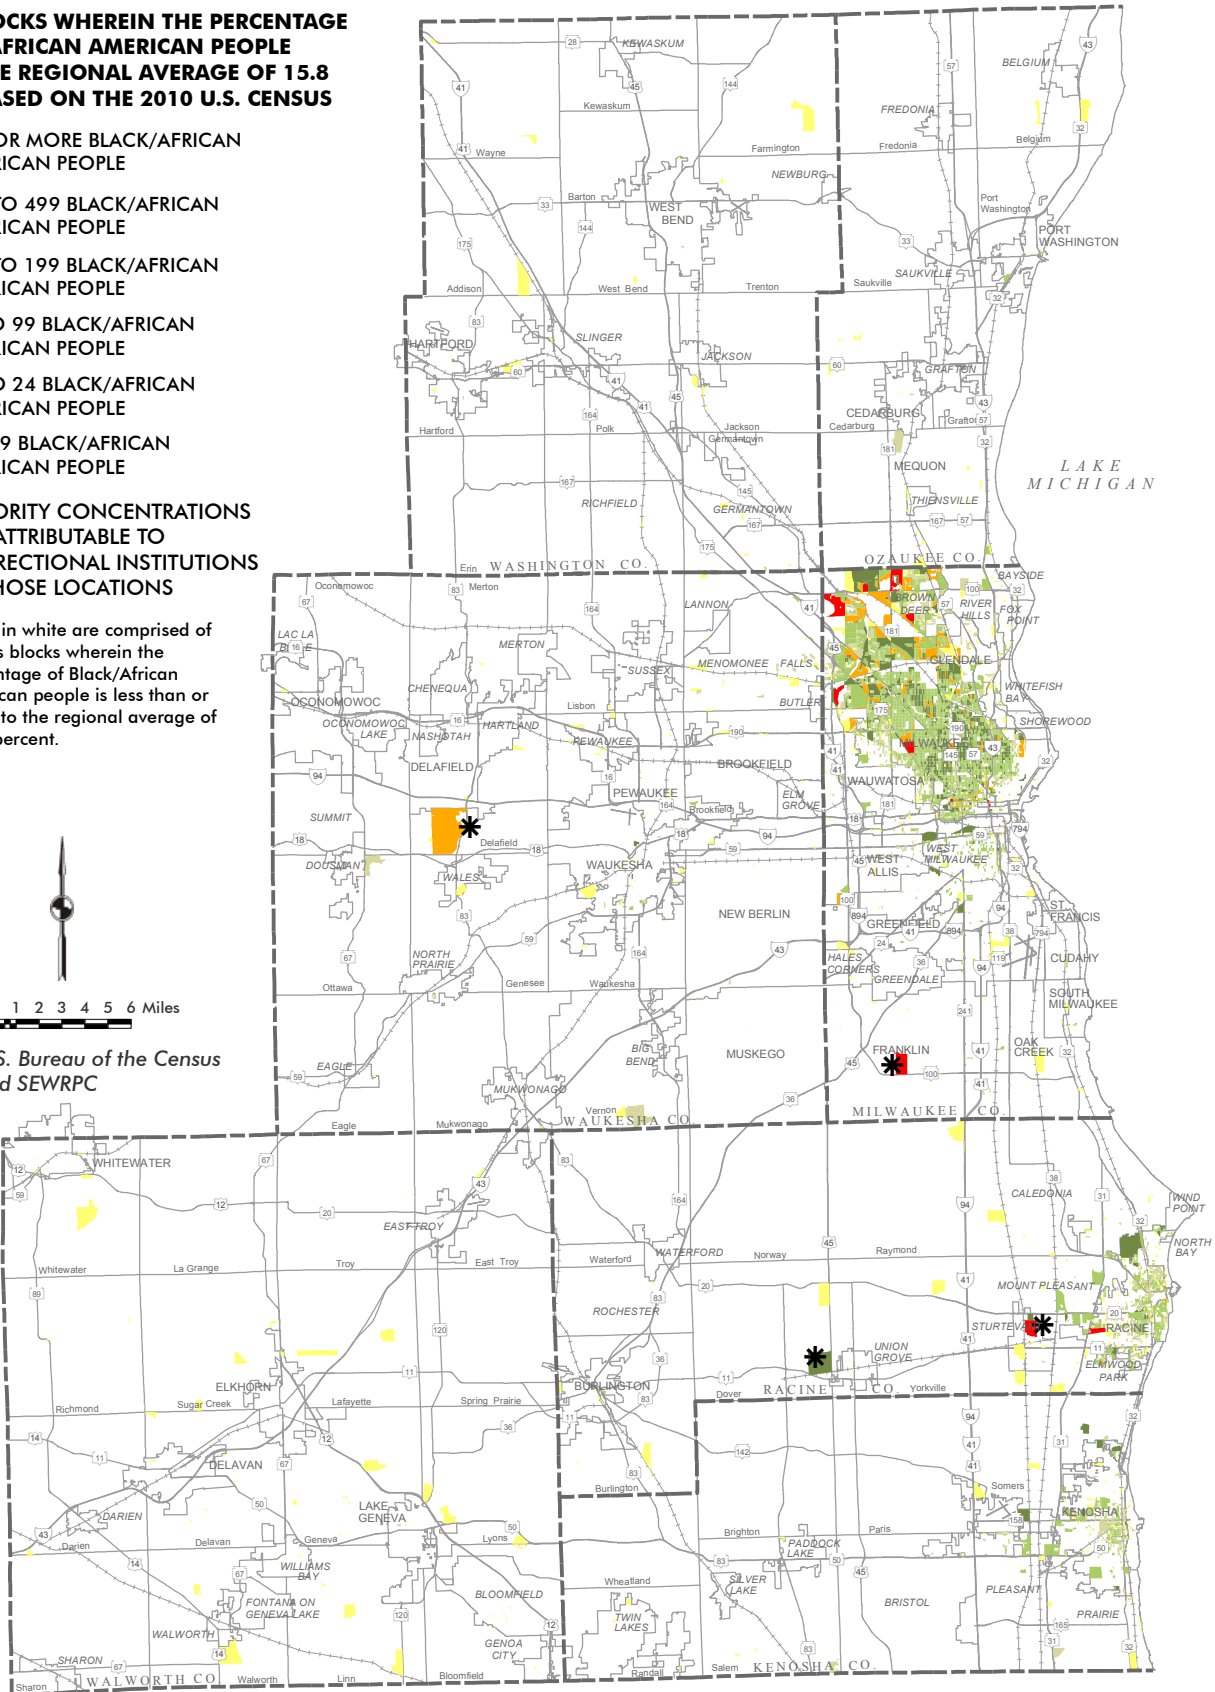 OCKS WHEREIN THE PERCENTAGE
AFRICAN AMERICAN PEOPLE
E REGIONAL AVERAGE OF 15.8
ASED ON THE 2010 U.S. CENSUS
OR MORE BLACK/AFRICAN
RICAN PEOPLE
TO 499 BLACK/AFRICAN
RICAN PEOPLE
TO 199 BLACK/AFRICAN
RICAN PEOPLE
O 99 BLACK/AFRICAN
RICAN PEOPLE
O 24 BLACK/AFRICAN
RICAN PEOPLE
9 BLACK/AFRICAN
RICAN PEOPLE
ORITY CONCENTRATIONS
ATTRIBUTABLE TO
RECTIONAL INSTITUTIONS
HOSE LOCATIONS
in white are comprised of
s blocks wherein the
ntage of Black/African
ican people is less than or
to the regional average of
percent.
1 2 3 4 5 6 Miles
S. Bureau of the Census
d SEWRPC
KEWASKUM
Kewaskum
Wayne
Barton
WEST
BEND
Farmington
NEWBURG
FREDONIA
Fredonia
BELGIUM
Belgium
Port
Washington
PORT
WASHINGTON
SAUKVILLE
Saukville
Addison
West Bend
Trenton
HARTFORD
SLINGER
JACKSON
GRAFTON
CEDARBURG
Grafton
Hartford
Polk
Jackson
Germantown
Cedarburg
MEQUON
LAKE
MICHIGAN
RICHFIELD
GERMANTOWN
THIENSVILLE
Erin
WASHINGTON CO.
OZAUKEE CO.
Oconomowoc
Merton
LANNON
BAYSIDE
BROWN
DEER
RIVER
HILLS
FOX
POINT
LAC LA
MERTON
SUSSEX
MENOMONEE FALLS
GLENDALE
CHENEQUA
OCONOMOWOC
OCONOMOWOC
LAKE
NASHOTAH
HARTLAND
Lisbon
PEWAUKEE
BUTLER
WHITEFISH
BAY
SHOREWOOD
MILWAUKEE
DELAFIELD
BROOKFIELD
PEWAUKEE
Brookfield
ELM
GROVE
WAUWATOSA
SUMMIT
Delafield
DOUSMAN
WALES
WAUKESHA
WEST
ALLIS
WEST
MILWAUKEE
NEW BERLIN
ST.
FRANCIS
GREENFIELD
NORTH
PRAIRIE
HALES
CORNERS
GREENDALE
CUDAHY
Ottawa
Genesee
Waukesha
SOUTH
MILWAUKEE
EAGLE
BIG
BEND
MUSKEGO
FRANKLIN
OAK
CREEK
MUKWONAGO
Vernon
Eagle
Mukwonago
WAUKESHA CO.
MILWAUKEE CO.
WHITEWATER
CALEDONIA
WIND
POINT
NORTH
BAY
EAST TROY
WATERFORD
Whitewater
La Grange
Troy
East Troy
Waterford
Norway
Raymond
MOUNT PLEASANT
ROCHESTER
RACINE
UNION
GROVE
ELMWOOD
PARK
ELKHORN
BURLINGTON
Dover
RACINE CO.
Yorkville
Richmond
Sugar Creek
Lafayette
Spring Prairie
DELAVAN
Burlington
Somers
DARIEN
LAKE
GENEVA
KENOSHA
Darien
Delavan
Geneva
Lyons
Brighton
Paris
PADDOCK
LAKE
WILLIAMS
BAY
Wheatland
SILVER
LAKE
BLOOMFIELD
PLEASANT
PRAIRIE
FONTANA ON
GENEVA LAKE
BRISTOL
WALWORTH
TWIN
LAKES
GENOA
CITY
SHARON
Sharon
WALWORTH CO.
Walworth
Linn
Bloomfield
Randall
Salem
KENOSHA CO.